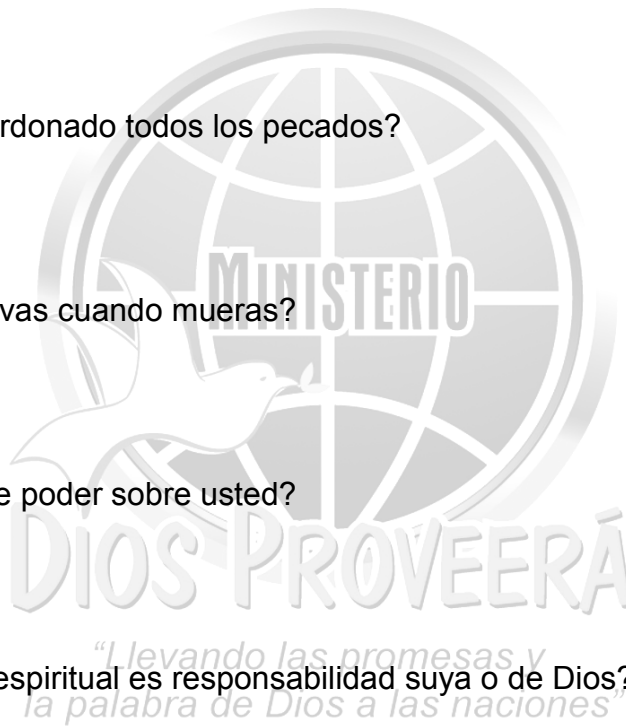 rdonado todos los pecados?
vas cuando mueras?
MINISTERIO
e poder sobre usted?
DIOS PROVEERÁ
“Llevando las promesas y
espiritual es responsabilidad suya o de Dios?
la palabra de Dios a las naciones”